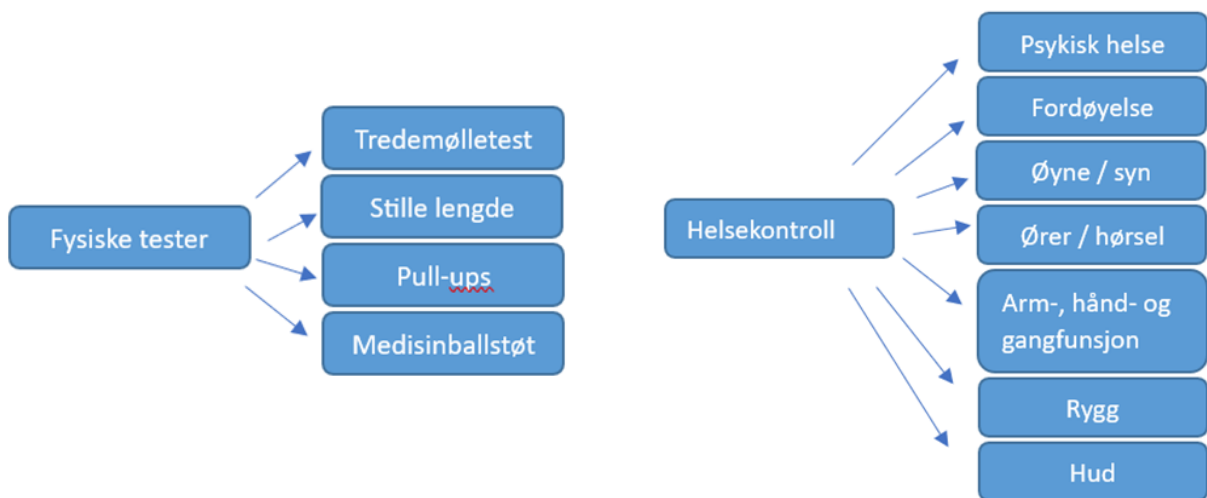 Fysiske tester
Tredemølletest
Stille lengde
Pull-ups
Medisinballstøt
Helsekontroll
Psykisk helse
Fordøyelse
Øyne / syn
Ører / hørsel
Arm-, hånd- og
gangfunsjon
Rygg
Hud